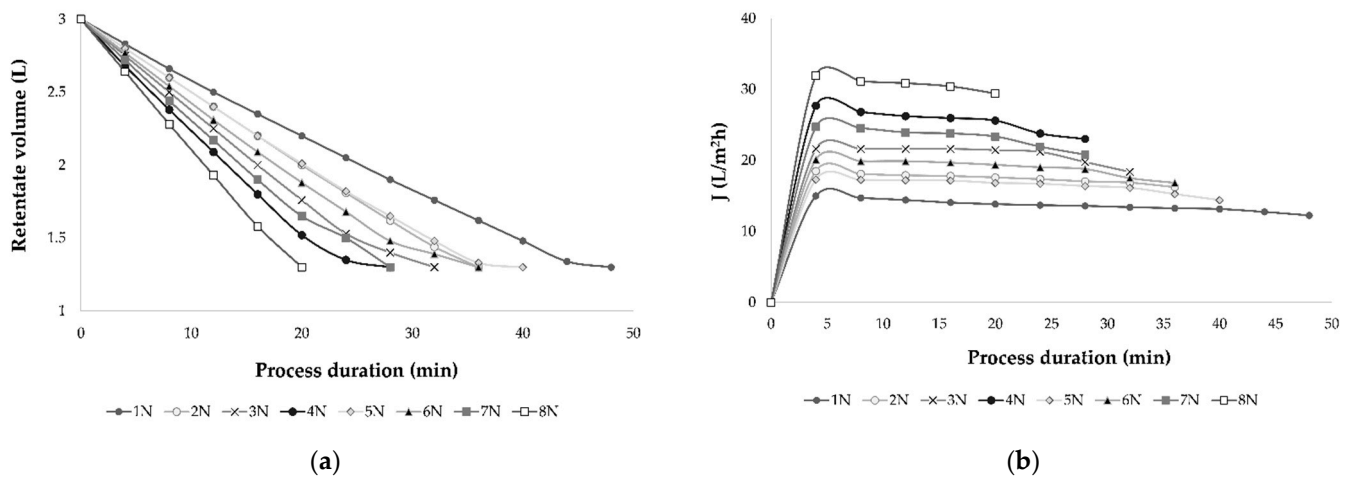 3
2.5
2
1.5
1
Retentate volume (L)
0 10 20 30 40 50
Process duration (min)
1N 2N 3N 4N 5N 6N 7N 8N
(a)
40
30
20
10
0
J (L/m²h)
0 5 10 15 20 25 30 35 40 45 50
Process duration (min)
1N 2N 3N 4N 5N 6N 7N 8N
(b)